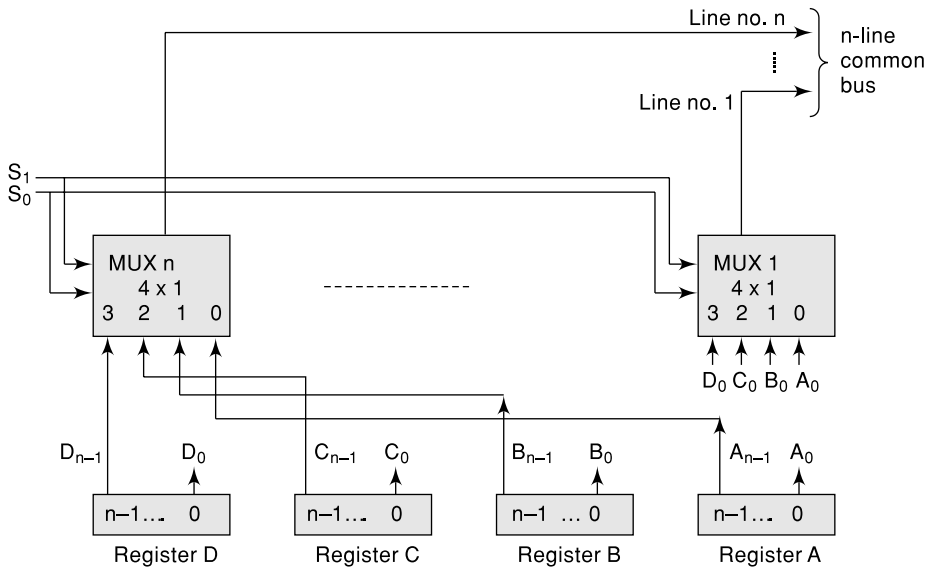 Line no. n
n-line
common
bus
Line no. 1
S₁
S₀
MUX n
4 x 1
3 2 1 0
MUX 1
4 x 1
3 2 1 0
D₀ C₀ B₀ A₀
Dₙ₋₁ D₀ Cₙ₋₁ C₀ Bₙ₋₁ B₀ Aₙ₋₁ A₀
n–1... 0 n–1... 0 n–1 ... 0 n–1... 0
Register D Register C Register B Register A